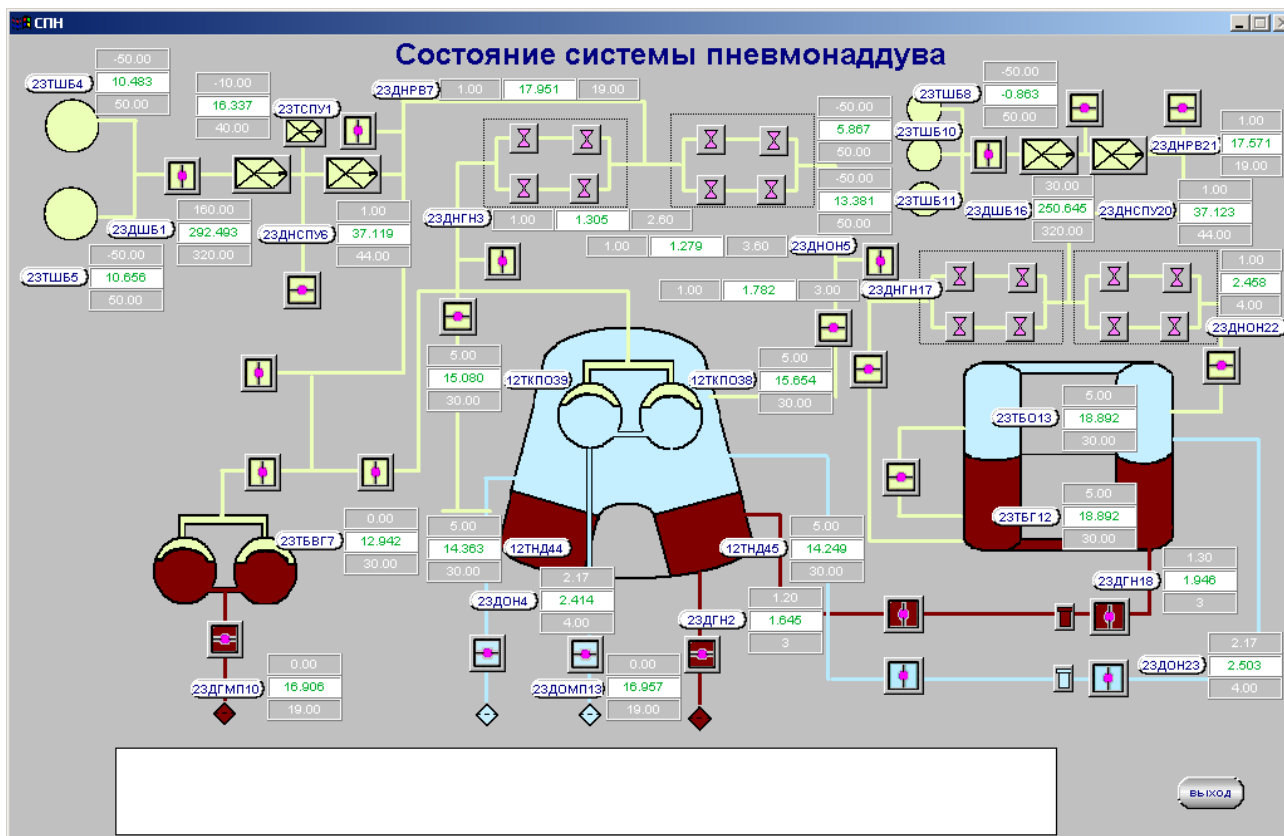 СПН
Состояние системы пневмонаддува
-50.00
23ТШБ4 10.483
50.00
-10.00
16.337 23ТСПУ1
40.00
23ДНРВ7 1.00 17.951 19.00
-50.00
23ТШБ8 -0.863
50.00
-50.00
5.867 23ТШБ10
50.00
-50.00
13.381 23ТШБ11
50.00
1.00
23ДНРВ21 17.571
19.00
160.00
23ДШБ1 292.493
320.00
1.00
23ДНСПУ6 37.119
44.00
23ДНГН3 1.00 1.305 2.60
30.00
23ДШБ16 250.645
320.00
1.00
23ДНСПУ20 37.123
44.00
-50.00
23ТШБ5 10.656
50.00
1.00 1.279 3.60 23ДНОН5
1.00 1.782 3.00 23ДНГН17
1.00
2.458
4.00
23ДНОН22
5.00
15.080 12ТКПО39
30.00
5.00
12ТКПО38 15.654
30.00
5.00
23ТБО13 18.892
30.00
5.00
23ТБГ12 18.892
30.00
0.00
23ТБВГ7 12.942
30.00
5.00
14.363 12ТНД44
30.00
5.00
12ТНД45 14.249
30.00
2.17
23ДОН4 2.414
4.00
1.20
23ДГН2 1.645
3
1.30
23ДГН18 1.946
3
2.17
23ДОН23 2.503
4.00
0.00
23ДГМП10 16.906
19.00
0.00
23ДОМП13 16.957
19.00
ВЫХОД